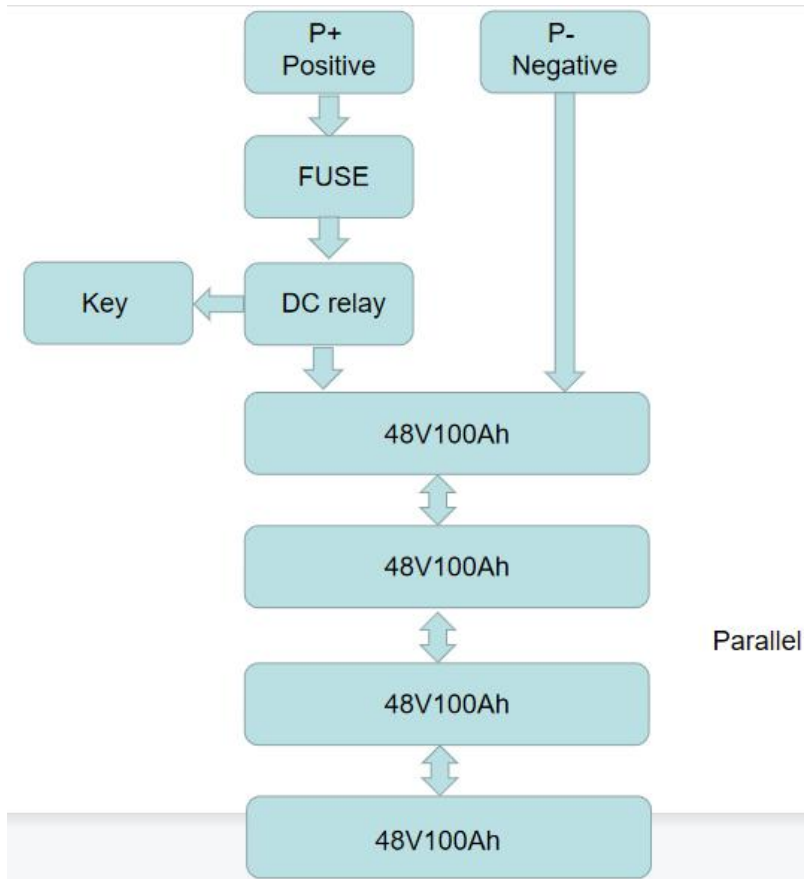 P+
Positive
P-
Negative
FUSE
Key
DC relay
48V100Ah
48V100Ah
Parallel
48V100Ah
48V100Ah